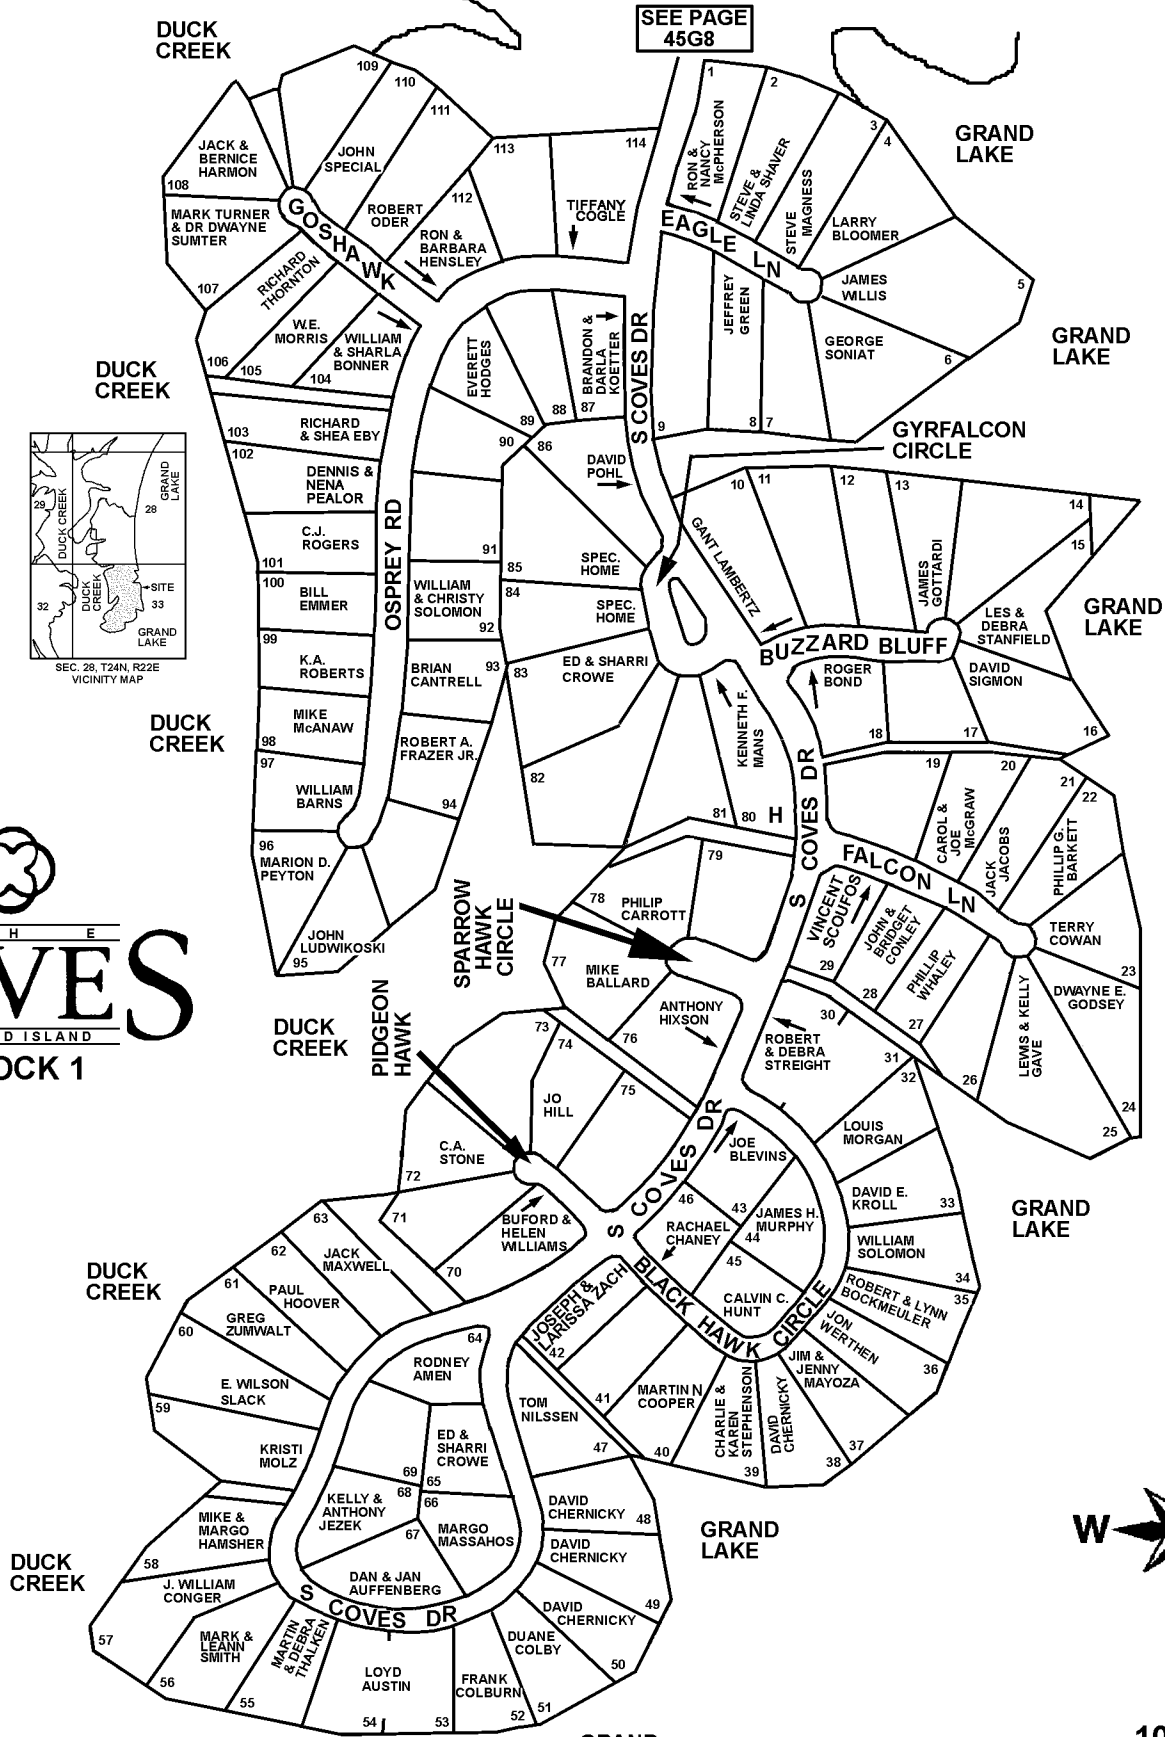 DUCK
CREEK
SEE PAGE
45G8
GRAND
LAKE
109
110
111
113
114
112
JACK &
BERNICE
HARMON
108
JOHN
SPECIAL
MARK TURNER
& DR DWAYNE
SUMTER
107
GOSHAWK
ROBERT
ODER
RON &
BARBARA
HENSLEY
TIFFANY
COGLE
RICHARD
THORNTON
W.E.
MORRIS
WILLIAM
& SHARLA
BONNER
106
105
104
1
2
3
4
5
6
RON &
NANCY
McPHERSON
STEVE &
LINDA SHAVER
STEVE
MAGNESS
LARRY
BLOOMER
EAGLE LN
JAMES
WILLIS
GEORGE
SONIAT
JEFFREY
GREEN
9
8
7
GRAND
LAKE
DUCK
CREEK
EVERETT
HODGES
BRANDON &
DARLA
KOETTER
S COVES DR
89
88
87
90
86
GYRFALCON
CIRCLE
103
RICHARD
& SHEA EBY
102
DENNIS &
NENA
PEALOR
C.J.
ROGERS
101
100
BILL
EMMER
99
K.A.
ROBERTS
MIKE
McANAW
98
97
WILLIAM
BARNS
96
MARION D.
PEYTON
JOHN
LUDWIKOSKI
95
OSPREY RD
91
WILLIAM
& CHRISTY
SOLOMON
92
BRIAN
CANTRELL
93
ROBERT A.
FRAZER JR.
94
DAVID
POHL
85
SPEC.
HOME
84
SPEC.
HOME
83
ED & SHARRI
CROWE
82
81
80
H
KENNETH F.
MANS
10
11
12
13
14
15
GANT LAMBERTZ
JAMES
GOTTARDI
LES &
DEBRA
STANFIELD
BUZZARD BLUFF
ROGER
BOND
DAVID
SIGMON
18
17
16
GRAND
LAKE
GRAND
LAKE
DUCK CREEK
29
28
DUCK
CREEK
SITE
32
33
GRAND
LAKE
SEC. 28, T24N, R22E
VICINITY MAP
DUCK
CREEK
S COVES DR
19
20
21
22
CAROL &
JOE
McGRAW
JACK
JACOBS
PHILLIP G.
BARKETT
FALCON LN
VINCENT
SCOUFOS
JOHN &
BRIDGET
CONLEY
PHILLIP
WHALEY
TERRY
COWAN
23
DWAYNE E.
GODSEY
LEWIS & KELLY
GAVE
29
28
27
26
25
24
H E
VES
D ISLAND
OCK 1
79
78
PHILIP
CARROTT
SPARROW
HAWK
CIRCLE
77
MIKE
BALLARD
ANTHONY
HIXSON
76
DUCK
CREEK
PIDGEON
HAWK
73
74
75
JO
HILL
C.A.
STONE
72
71
BUFORD &
HELEN
WILLIAMS
70
30
ROBERT
& DEBRA
STREIGHT
31
32
LOUIS
MORGAN
DAVID E.
KROLL
33
WILLIAM
SOLOMON
34
ROBERT & LYNN
BOCKMEULER
35
JON
WERTHEN
36
JIM &
JENNY
MAYOZA
37
S COVES DR
JOE
BLEVINS
46
43
RACHAEL
CHANEY
JAMES H.
MURPHY
44
45
CALVIN C.
HUNT
BLACK HAWK CIRCLE
GRAND
LAKE
JOSEPH &
LARISSA ZACH
42
41
MARTIN N
COOPER
40
CHARLIE &
KAREN
STEPHENSON
39
DAVID
CHERNICKY
38
DUCK
CREEK
63
62
61
60
59
JACK
MAXWELL
PAUL
HOOVER
GREG
ZUMWALT
E. WILSON
SLACK
KRISTI
MOLZ
64
RODNEY
AMEN
ED &
SHARRI
CROWE
69
65
68
66
KELLY &
ANTHONY
JEZEK
67
MARGO
MASSAHOS
DAN & JAN
AUFFENBERG
S COVES DR
TOM
NILSSEN
47
DAVID
CHERNICKY
48
DAVID
CHERNICKY
49
DAVID
CHERNICKY
50
DUANE
COLBY
51
FRANK
COLBURN
52
53
LOYD
AUSTIN
54
MARTIN
& DEBRA
THALKEN
55
MARK &
LEANN
SMITH
56
J. WILLIAM
CONGER
57
MIKE &
MARGO
HAMSHER
58
DUCK
CREEK
GRAND
LAKE
W
GRAND
10